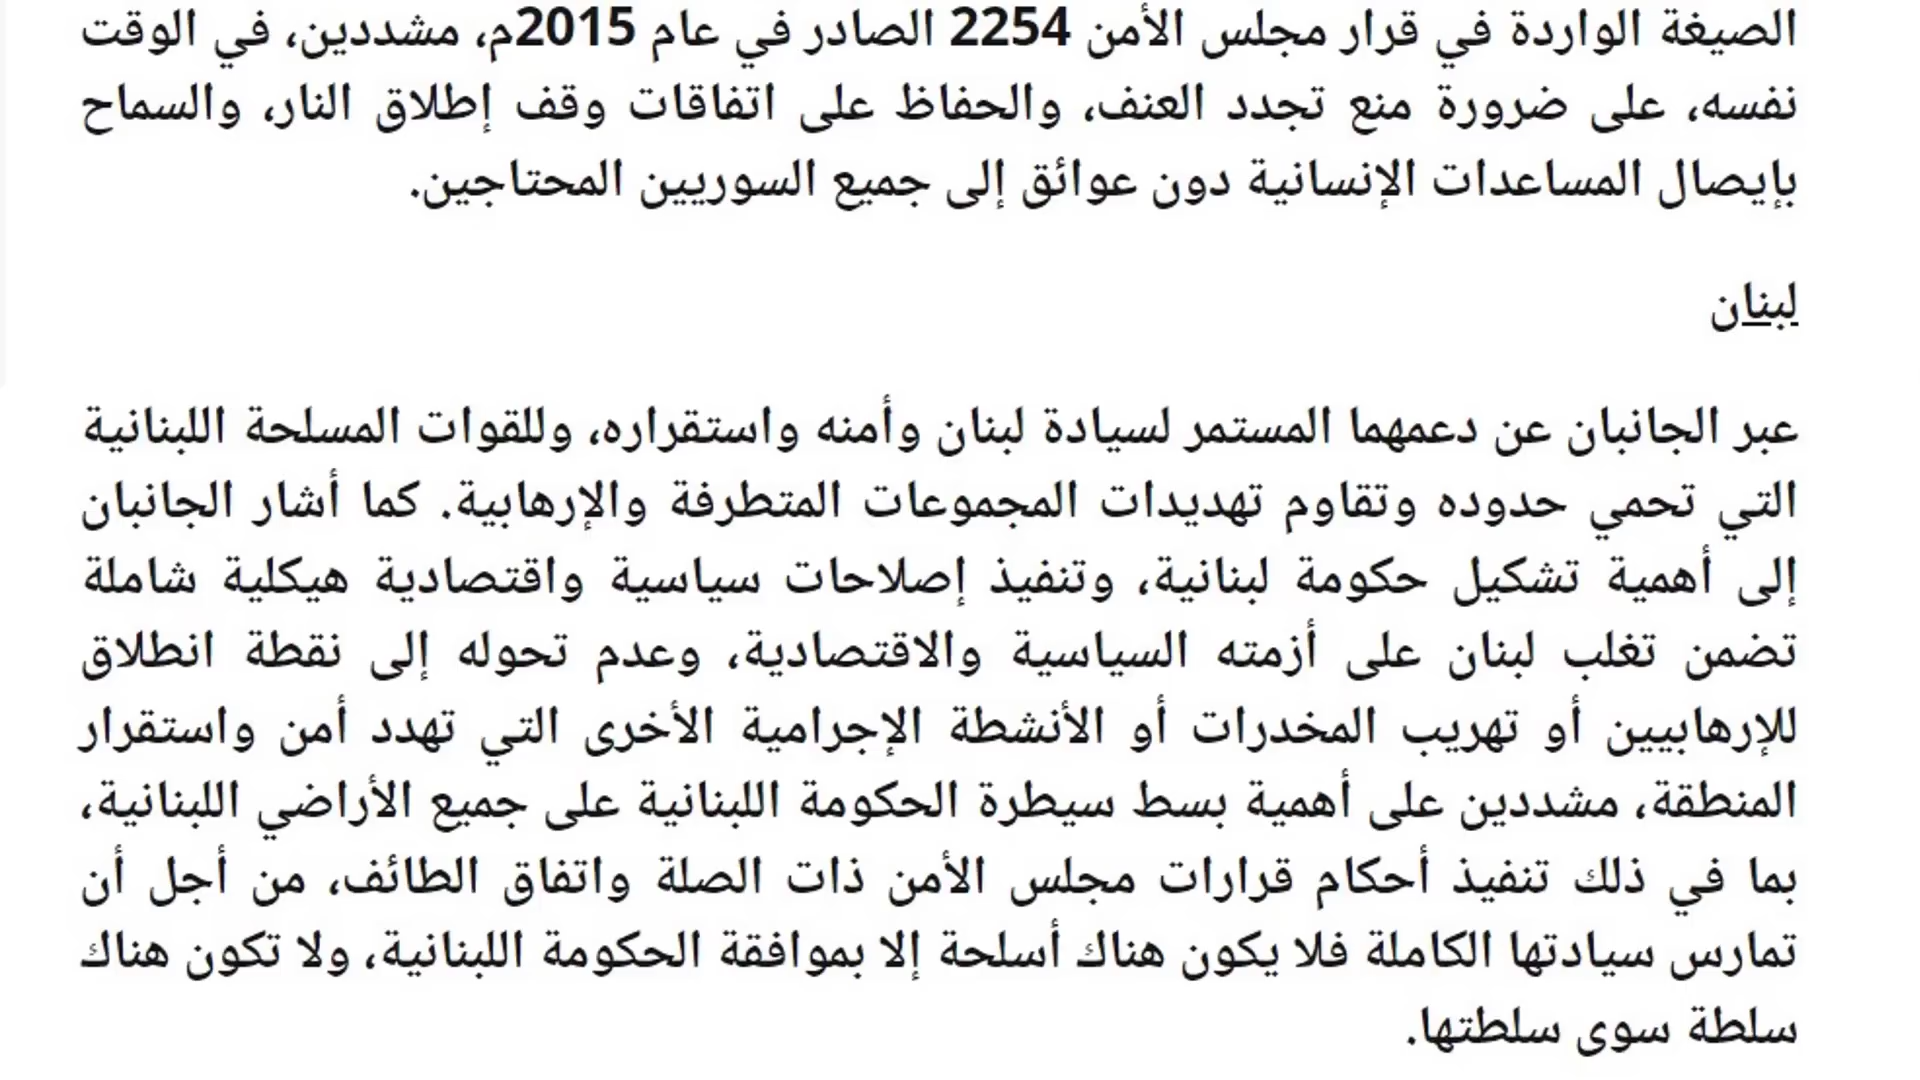 الصيغة الواردة في قرار مجلس الأمن 2254 الصادر في عام 2015م، مشددين، في الوقت
نفسه، على ضرورة منع تجدد العنف، والحفاظ على اتفاقات وقف إطلاق النار، والسماح
بإيصال المساعدات الإنسانية دون عوائق إلى جميع السوريين المحتاجين.
لبنان
عبر الجانبان عن دعمهما المستمر لسيادة لبنان وأمنه واستقراره، وللقوات المسلحة اللبنانية
التي تحمي حدوده وتقاوم تهديدات المجموعات المتطرفة والإرهابية. كما أشار الجانبان
إلى أهمية تشكيل حكومة لبنانية، وتنفيذ إصلاحات سياسية واقتصادية هيكلية شاملة
تضمن تغلب لبنان على أزمته السياسية والاقتصادية، وعدم تحوله إلى نقطة انطلاق
للإرهابيين أو تهريب المخدرات أو الأنشطة الإجرامية الأخرى التي تهدد أمن واستقرار
المنطقة، مشددين على أهمية بسط سيطرة الحكومة اللبنانية على جميع الأراضي اللبنانية،
بما في ذلك تنفيذ أحكام قرارات مجلس الأمن ذات الصلة واتفاق الطائف، من أجل أن
تمارس سيادتها الكاملة فلا يكون هناك أسلحة إلا بموافقة الحكومة اللبنانية، ولا تكون هناك
سلطة سوى سلطتها.